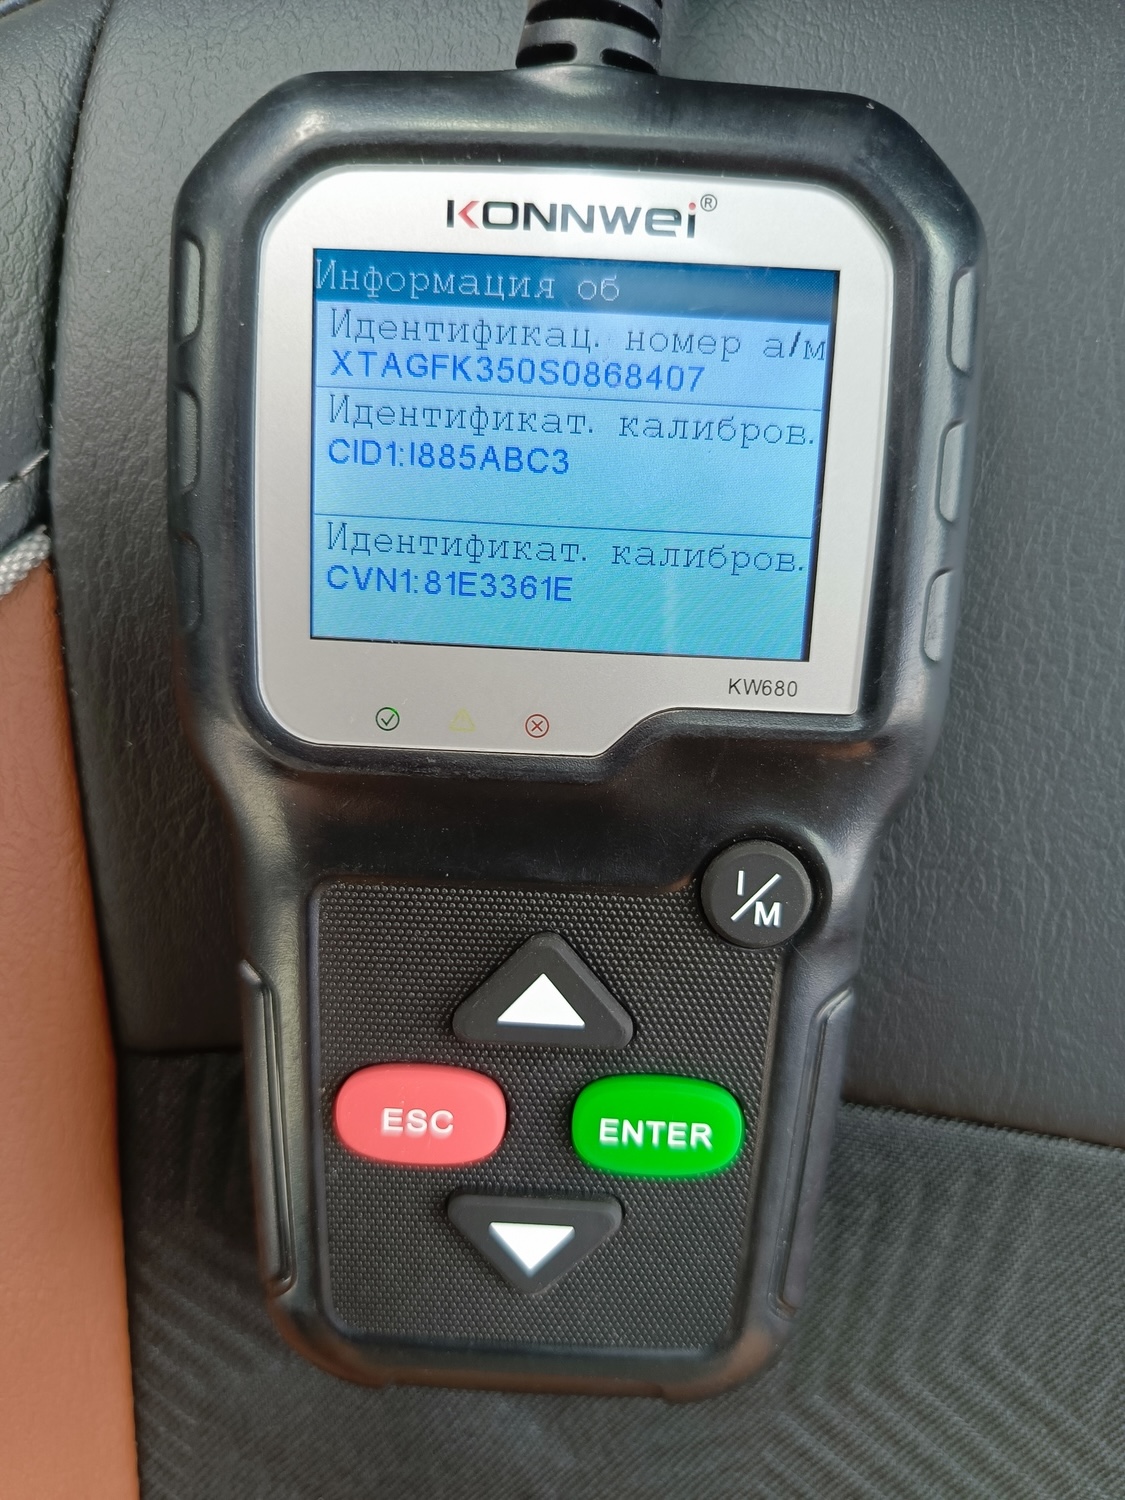 KONNWEi®
Информация об
Идентификац. номер а/м
XTAGFK350S0868407
Идентификат. калибров.
CID1:I885ABC3
Идентификат. калибров.
CVN1:81E3361E
KW680
I/M
ESC
ENTER